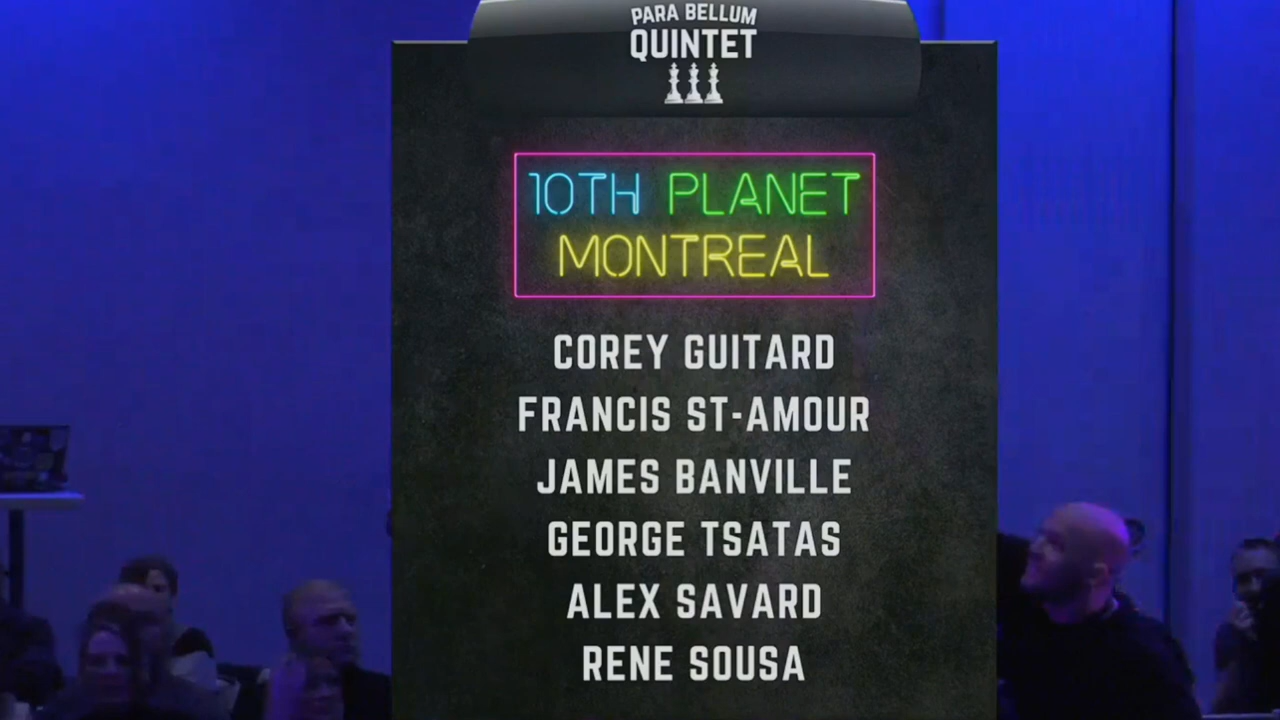 PARA BELLUM
QUINTET
10TH PLANET
MONTREAL
COREY GUITARD
FRANCIS ST-AMOUR
JAMES BANVILLE
GEORGE TSATAS
ALEX SAVARD
RENE SOUSA